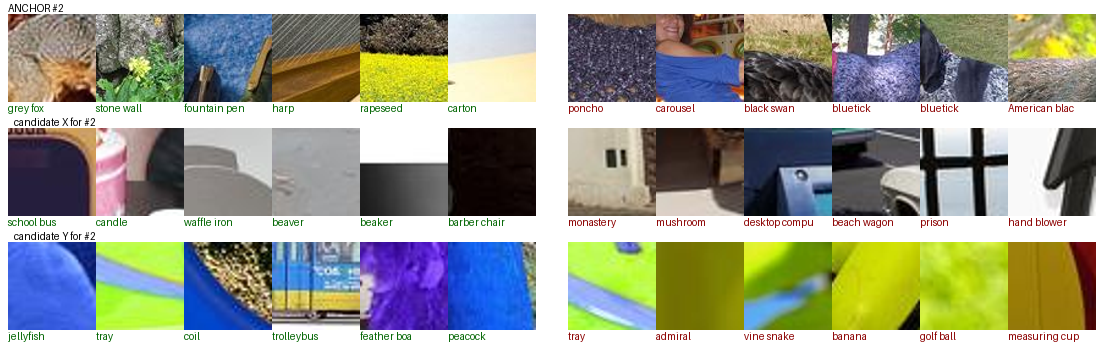 ANCHOR #2
grey fox stone wall fountain pen harp rapeseed carton poncho carousel black swan bluetick bluetick American blac
candidate X for #2
school bus candle waffle iron beaver beaker barber chair monastery mushroom desktop compu beach wagon prison hand blower
candidate Y for #2
jellyfish tray coil trolleybus feather boa peacock tray admiral vine snake banana golf ball measuring cup